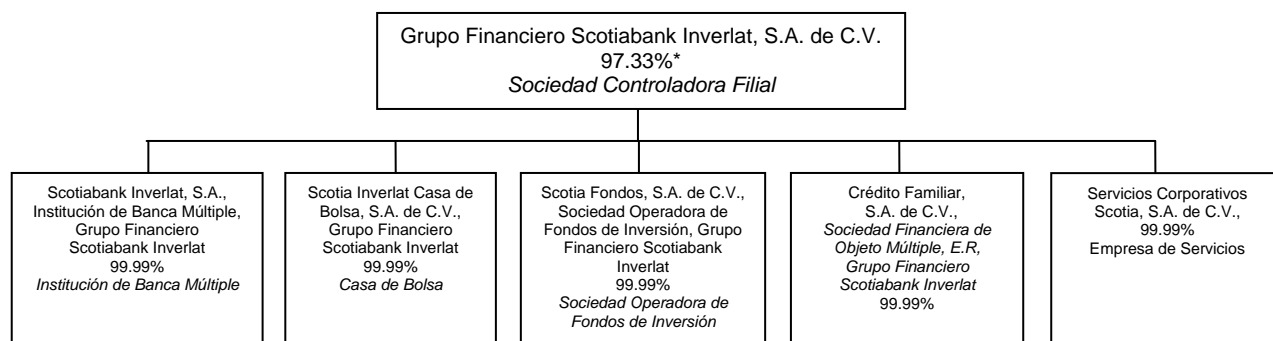 Grupo Financiero Scotiabank Inverlat, S.A. de C.V.
97.33%*
Sociedad Controladora Filial
Scotiabank Inverlat, S.A.,
Institución de Banca Múltiple,
Grupo Financiero
Scotiabank Inverlat
99.99%
Institución de Banca Múltiple
Scotia Inverlat Casa de
Bolsa, S.A. de C.V.,
Grupo Financiero
Scotiabank Inverlat
99.99%
Casa de Bolsa
Scotia Fondos, S.A. de C.V.,
Sociedad Operadora de
Fondos de Inversión, Grupo
Financiero Scotiabank
Inverlat
99.99%
Sociedad Operadora de
Fondos de Inversión
Crédito Familiar,
S.A. de C.V.,
Sociedad Financiera de
Objeto Múltiple, E.R,
Grupo Financiero
Scotiabank Inverlat
99.99%
Servicios Corporativos
Scotia, S.A. de C.V.,
99.99%
Empresa de Servicios